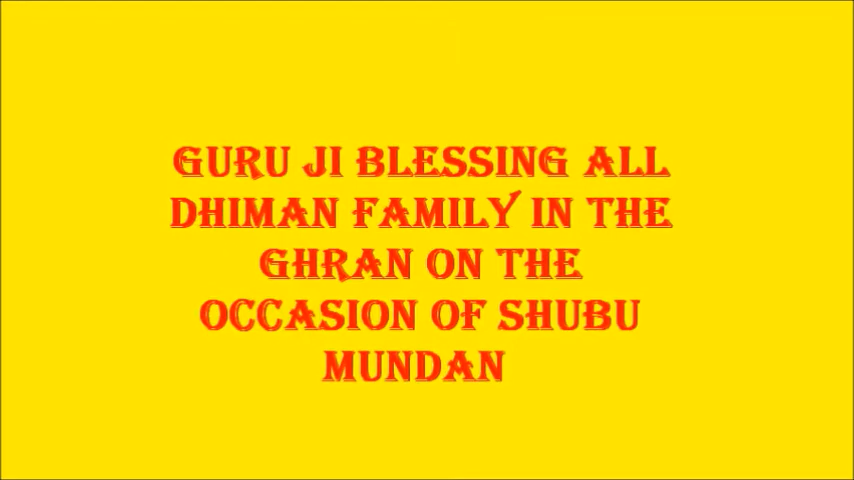 GURU JI BLESSING ALL
DHIMAN FAMILY IN THE
GHRAN ON THE
OCCASION OF SHUBU
MUNDAN